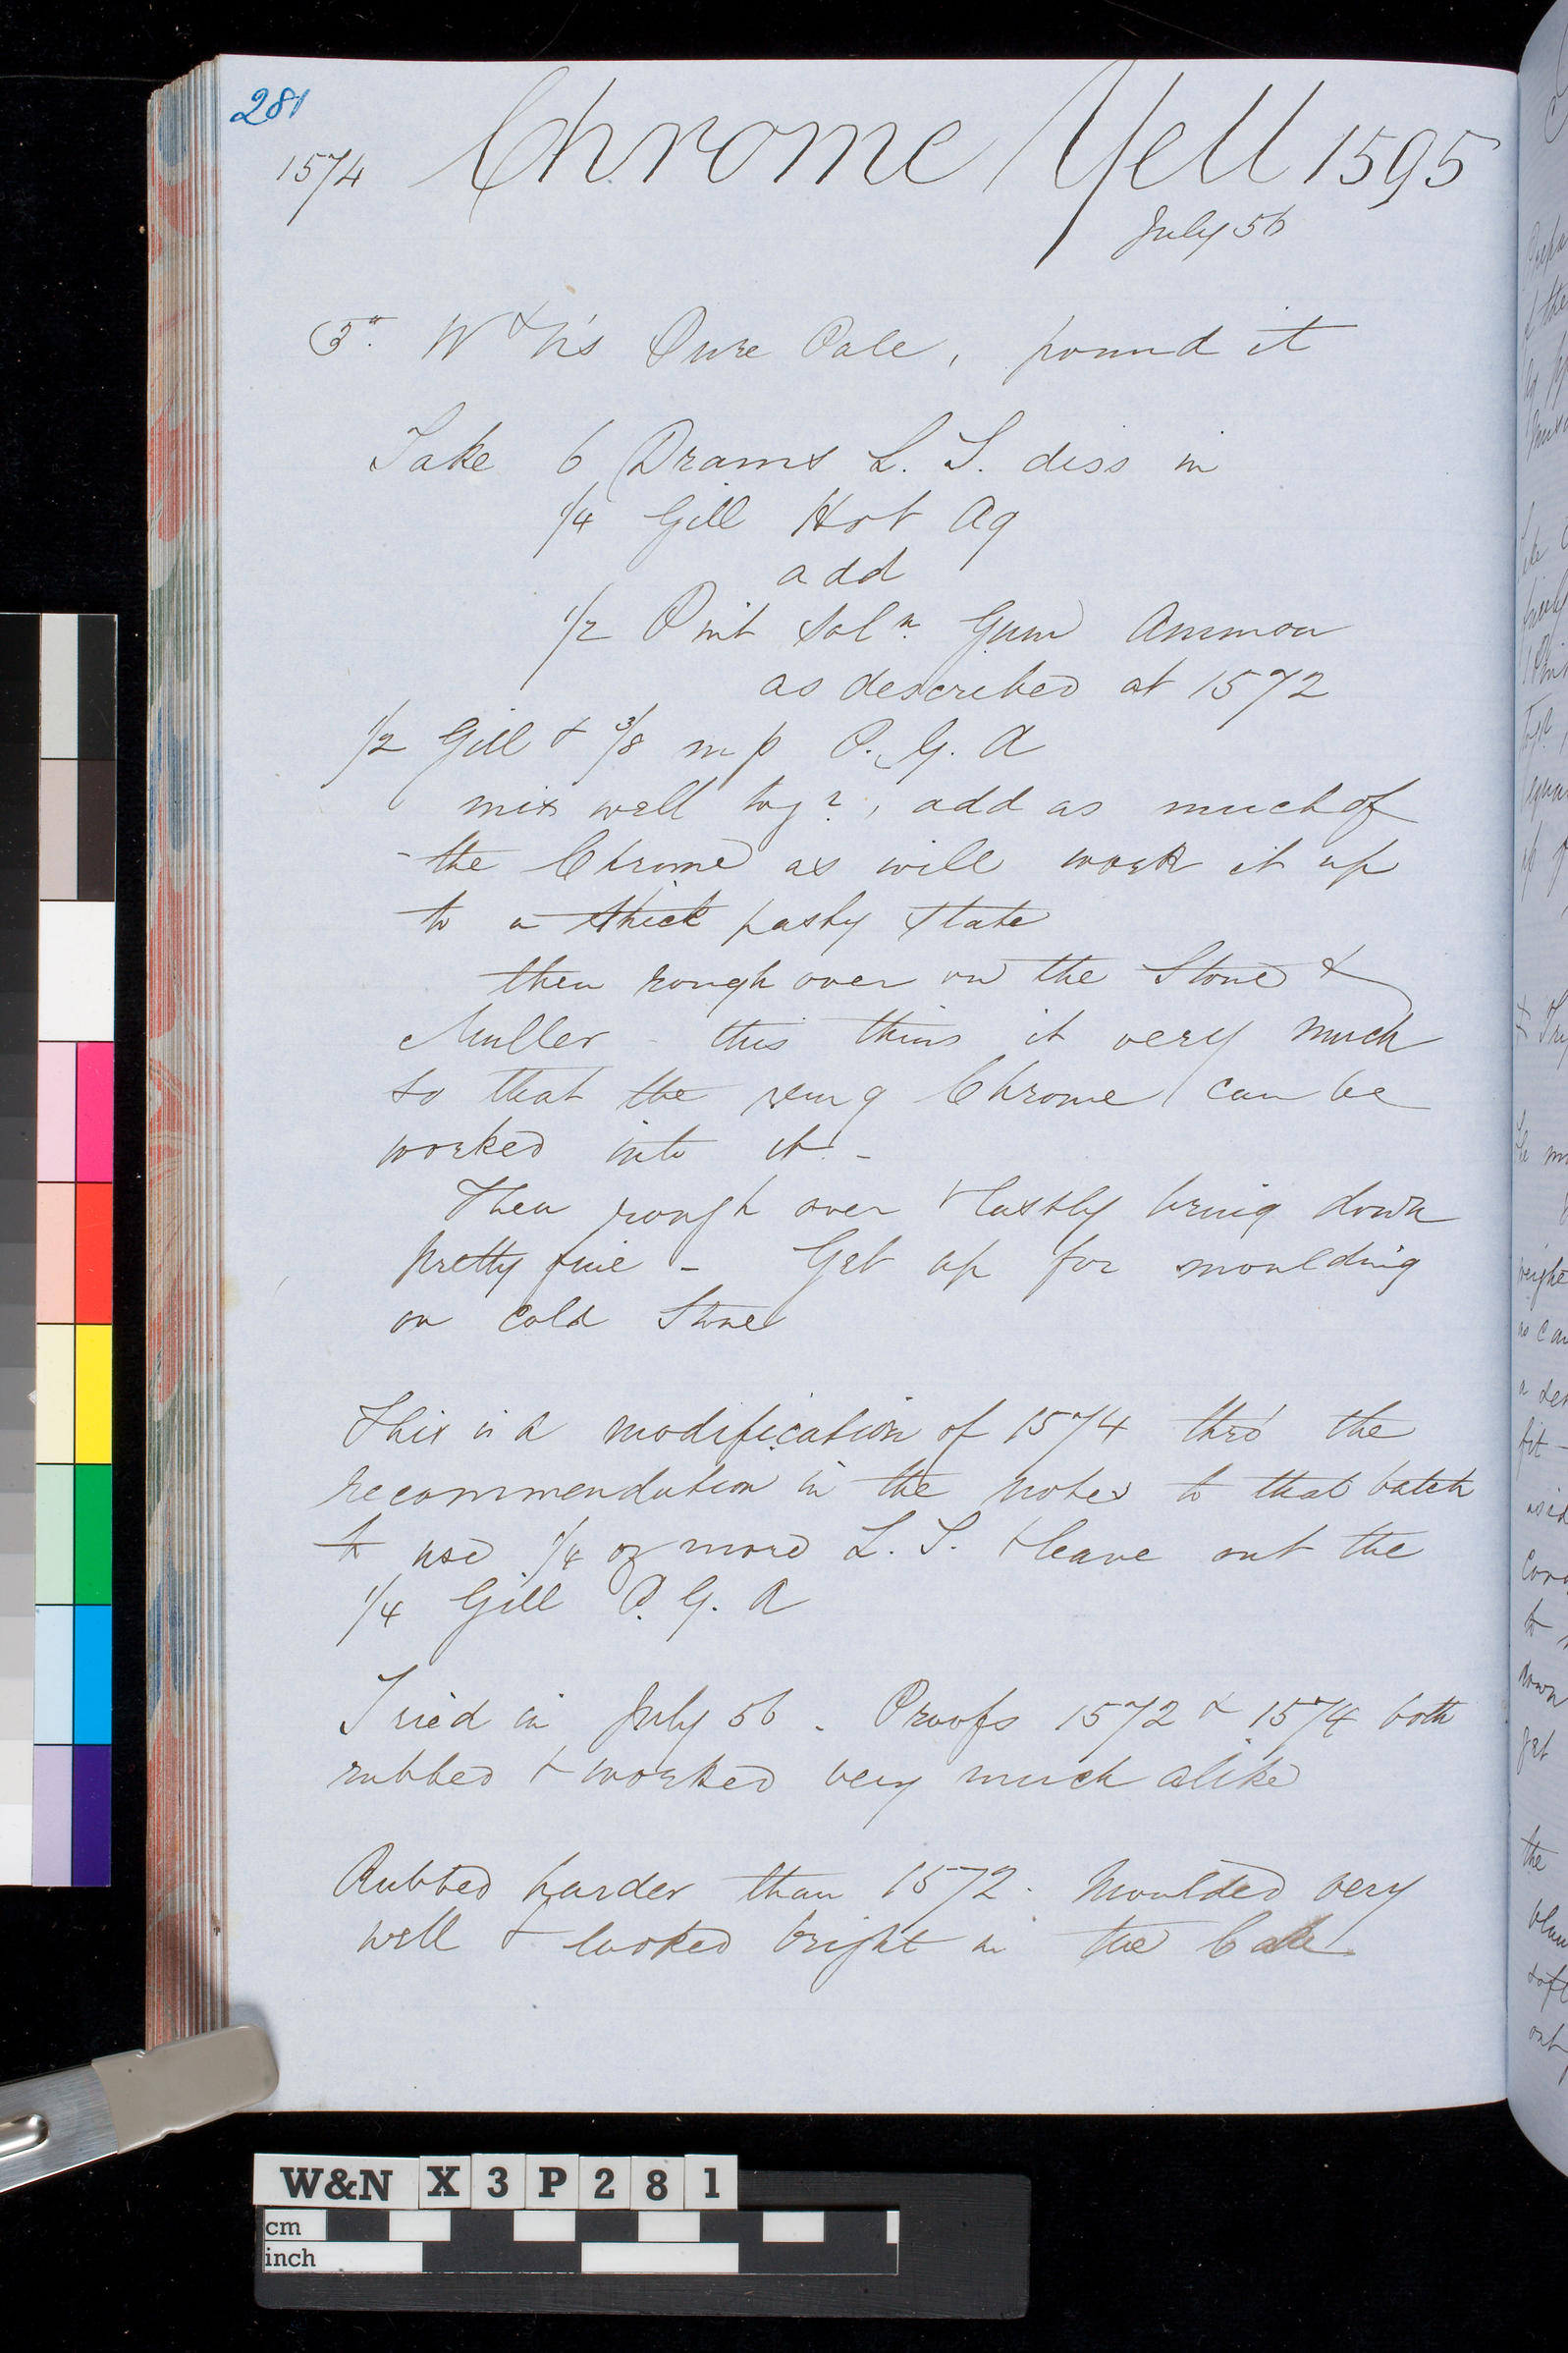 281
1574 Chrome Yell 1595
July 56
W & N's Pure Pale, pound it
Take 6 Drams L. S. diss in
1/4 Gill Hot Aq
add
1/2 Pint Soln. Gum Ammon
as described at 1572
1/2 Gill & 3/8 m p P. G. A
mix well togr, add as much of
the Chrome as will work it up
to a thick pasty state
then rough over on the Stone &
Muller - this thins it very much
so that the remg Chrome can be
worked into it -
Then rough over & lastly bring down
pretty fine - Get up for moulding
on cold Stone
This is a modification of 1574 thro' the
recommendation in the notes to that batch
to use 1/4 oz more L. S. & leave out the
1/4 Gill P. G. A
Tried in July 56. Proofs 1572 & 1574 both
rubbed & worked very much alike
Rubbed harder than 1572. Moulded very
well & looked bright in the Cake
W&N X 3 P 2 8 1
cm
inch